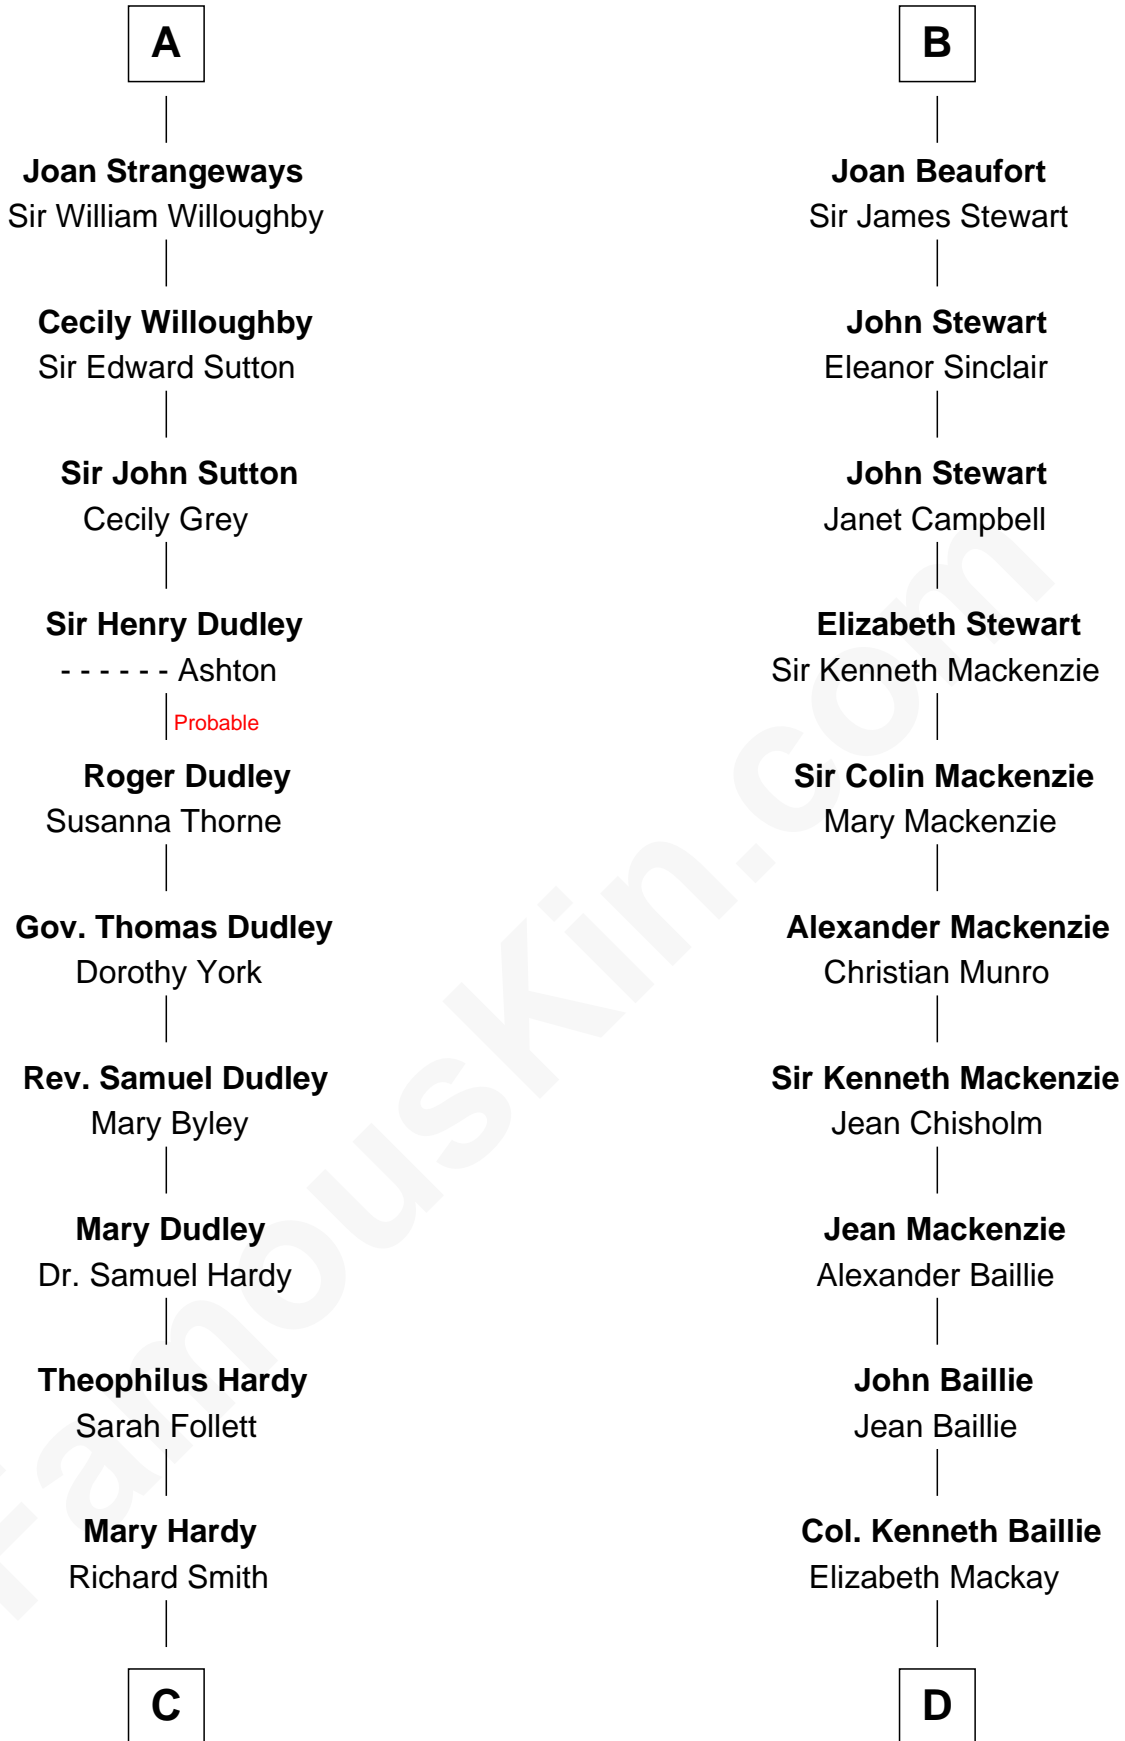 A
Joan Strangeways
Sir William Willoughby
Cecily Willoughby
Sir Edward Sutton
Sir John Sutton
Cecily Grey
Sir Henry Dudley
- - - - - - Ashton
Probable
Roger Dudley
Susanna Thorne
Gov. Thomas Dudley
Dorothy York
Rev. Samuel Dudley
Mary Byley
Mary Dudley
Dr. Samuel Hardy
Theophilus Hardy
Sarah Follett
Mary Hardy
Richard Smith
C
B
Joan Beaufort
Sir James Stewart
John Stewart
Eleanor Sinclair
John Stewart
Janet Campbell
Elizabeth Stewart
Sir Kenneth Mackenzie
Sir Colin Mackenzie
Mary Mackenzie
Alexander Mackenzie
Christian Munro
Sir Kenneth Mackenzie
Jean Chisholm
Jean Mackenzie
Alexander Baillie
John Baillie
Jean Baillie
Col. Kenneth Baillie
Elizabeth Mackay
D
FamousKin.com